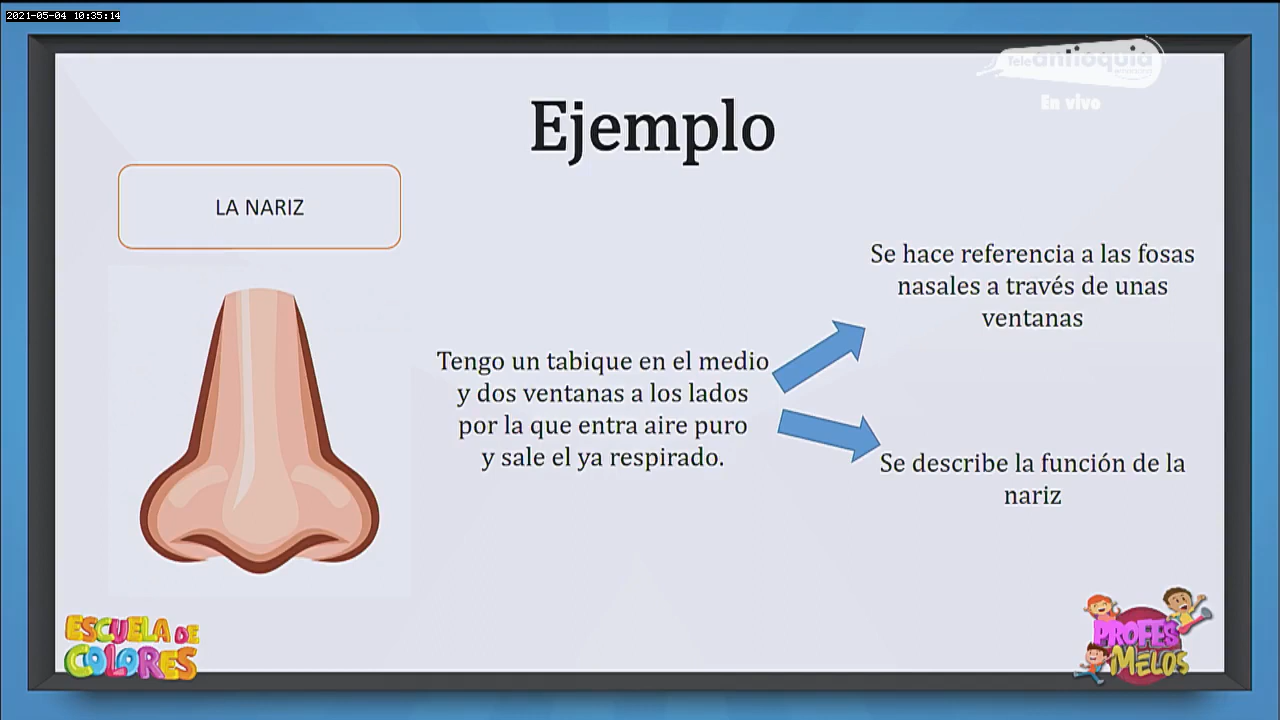 2021-05-04 10:35:14
Teleantioquia
En vivo
Ejemplo
LA NARIZ
Se hace referencia a las fosas
nasales a través de unas
ventanas
Tengo un tabique en el medio
y dos ventanas a los lados
por la que entra aire puro
y sale el ya respirado.
Se describe la función de la
nariz
ESCUELA DE
COLORES
PROFES
MELOS